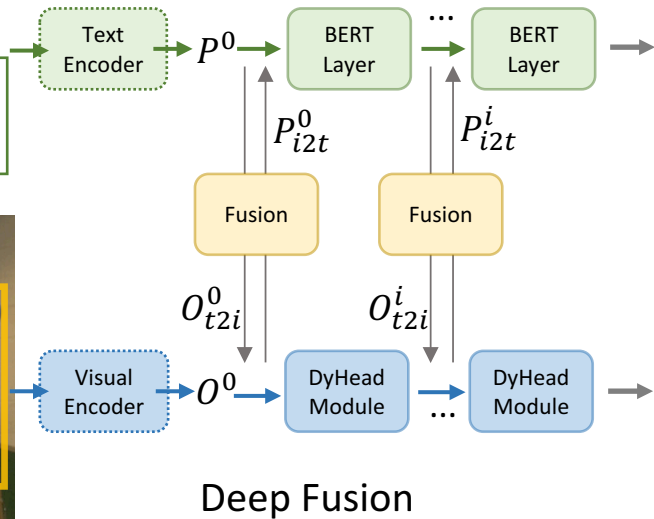 Text
Encoder
P^0
BERT
Layer
...
BERT
Layer
P^0_{i2t}
P^i_{i2t}
Fusion
Fusion
O^0_{t2i}
O^i_{t2i}
Visual
Encoder
O^0
DyHead
Module
...
DyHead
Module
Deep Fusion